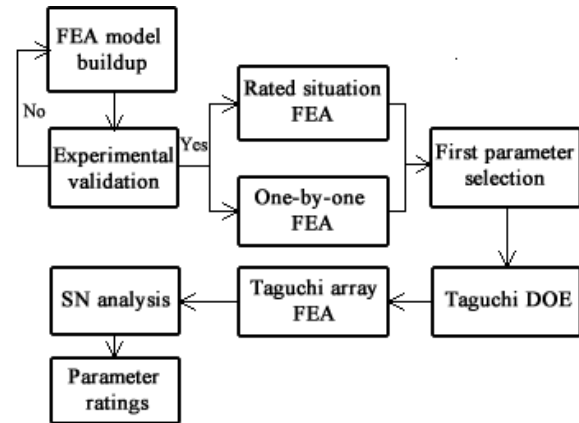 FEA model
buildup
No
Experimental
validation
Yes
Rated situation
FEA
One-by-one
FEA
First parameter
selection
Taguchi DOE
Taguchi array
FEA
SN analysis
Parameter
ratings